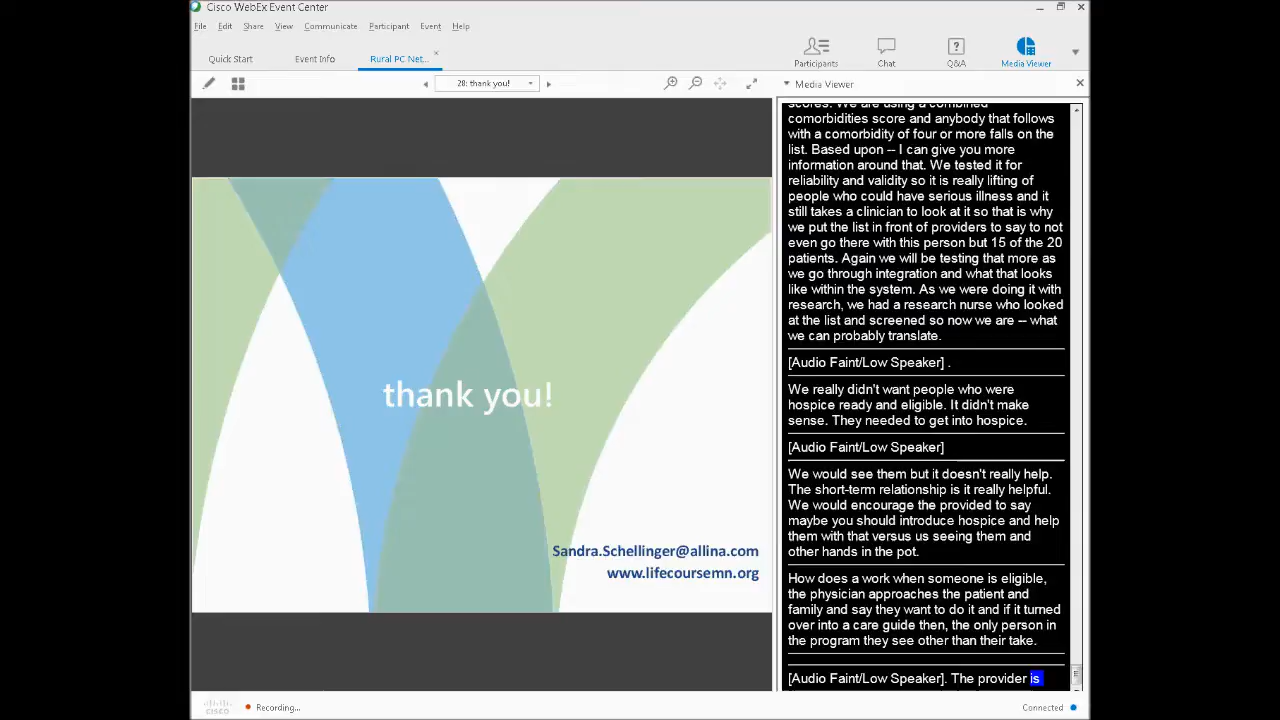 Cisco WebEx Event Center
File Edit Share View Communicate Participant Event Help
Quick Start Event Info Rural PC Net...
Participants Chat Q&A Media Viewer
28: thank you!
Media Viewer
thank you!
Sandra.Schellinger@allina.com
www.lifecoursemn.org
scores. We are using a combined
comorbidities score and anybody that follows
with a comorbidity of four or more falls on the
list. Based upon -- I can give you more
information around that. We tested it for
reliability and validity so it is really lifting of
people who could have serious illness and it
still takes a clinician to look at it so that is why
we put the list in front of providers to say to not
even go there with this person but 15 of the 20
patients. Again we will be testing that more as
we go through integration and what that looks
like within the system. As we were doing it with
research, we had a research nurse who looked
at the list and screened so now we are -- what
we can probably translate.
[Audio Faint/Low Speaker] .
We really didn't want people who were
hospice ready and eligible. It didn't make
sense. They needed to get into hospice.
[Audio Faint/Low Speaker]
We would see them but it doesn't really help.
The short-term relationship is it really helpful.
We would encourage the provided to say
maybe you should introduce hospice and help
them with that versus us seeing them and
other hands in the pot.
How does a work when someone is eligible,
the physician approaches the patient and
family and say they want to do it and if it turned
over into a care guide then, the only person in
the program they see other than their take.
[Audio Faint/Low Speaker]. The provider is
CISCO
Recording...
Connected